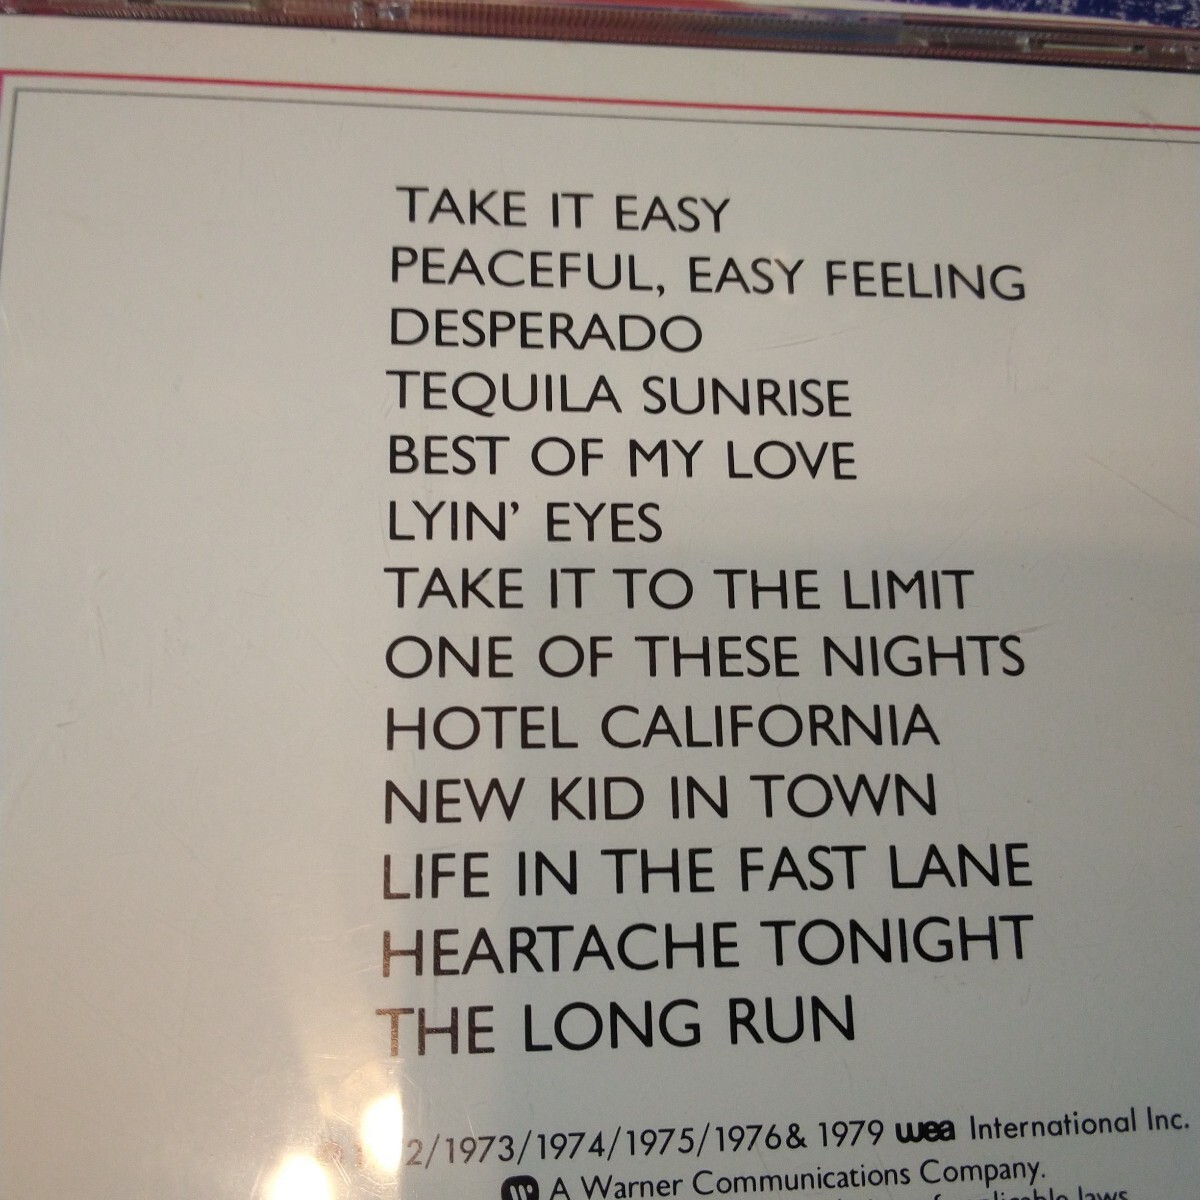 TAKE IT EASY
PEACEFUL, EASY FEELING
DESPERADO
TEQUILA SUNRISE
BEST OF MY LOVE
LYIN' EYES
TAKE IT TO THE LIMIT
ONE OF THESE NIGHTS
HOTEL CALIFORNIA
NEW KID IN TOWN
LIFE IN THE FAST LANE
HEARTACHE TONIGHT
THE LONG RUN
2/1973/1974/1975/1976& 1979 wea International Inc.
A Warner Communications Company.
laws